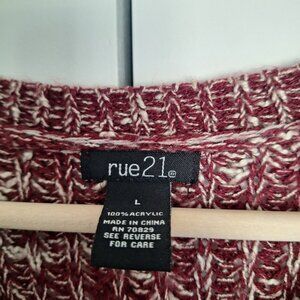 rue21®
L
100% ACRYLIC
MADE IN CHINA
RN 70829
SEE REVERSE
FOR CARE